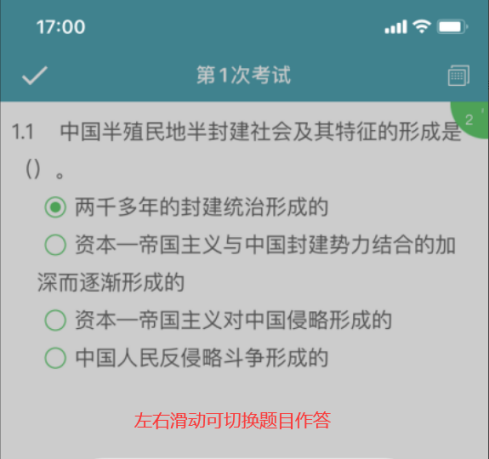 17:00
第1次考试
2
1.1 中国半殖民地半封建社会及其特征的形成是
()。
两千多年的封建统治形成的
资本一帝国主义与中国封建势力结合的加
深而逐渐形成的
资本一帝国主义对中国侵略形成的
中国人民反侵略斗争形成的
左右滑动可切换题目作答